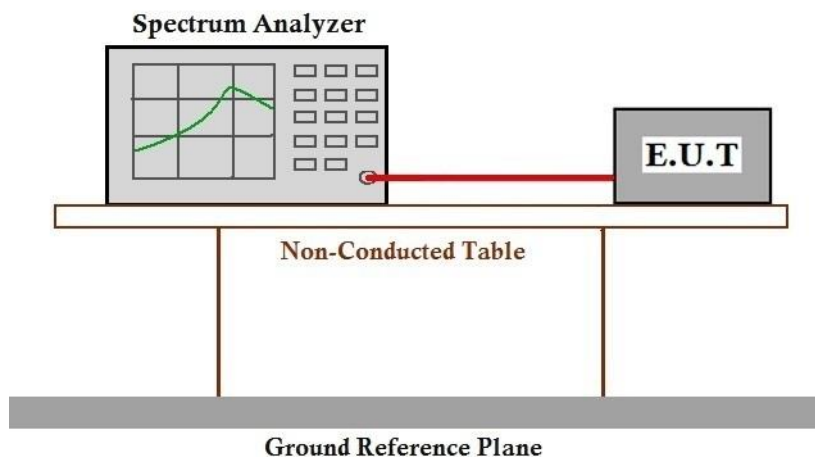 Spectrum Analyzer
E.U.T
Non-Conducted Table
Ground Reference Plane